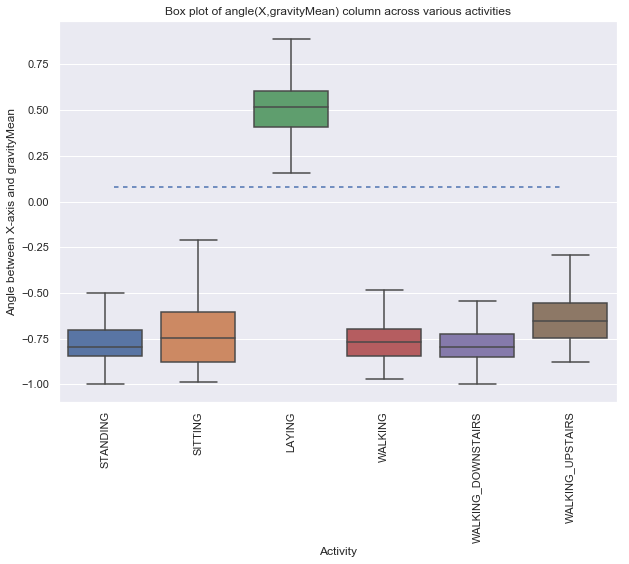 Box plot of angle(X,gravityMean) column across various activities
Angle between X-axis and gravityMean
0.75
0.50
0.25
0.00
−0.25
−0.50
−0.75
−1.00
STANDING
SITTING
LAYING
WALKING
WALKING_DOWNSTAIRS
WALKING_UPSTAIRS
Activity